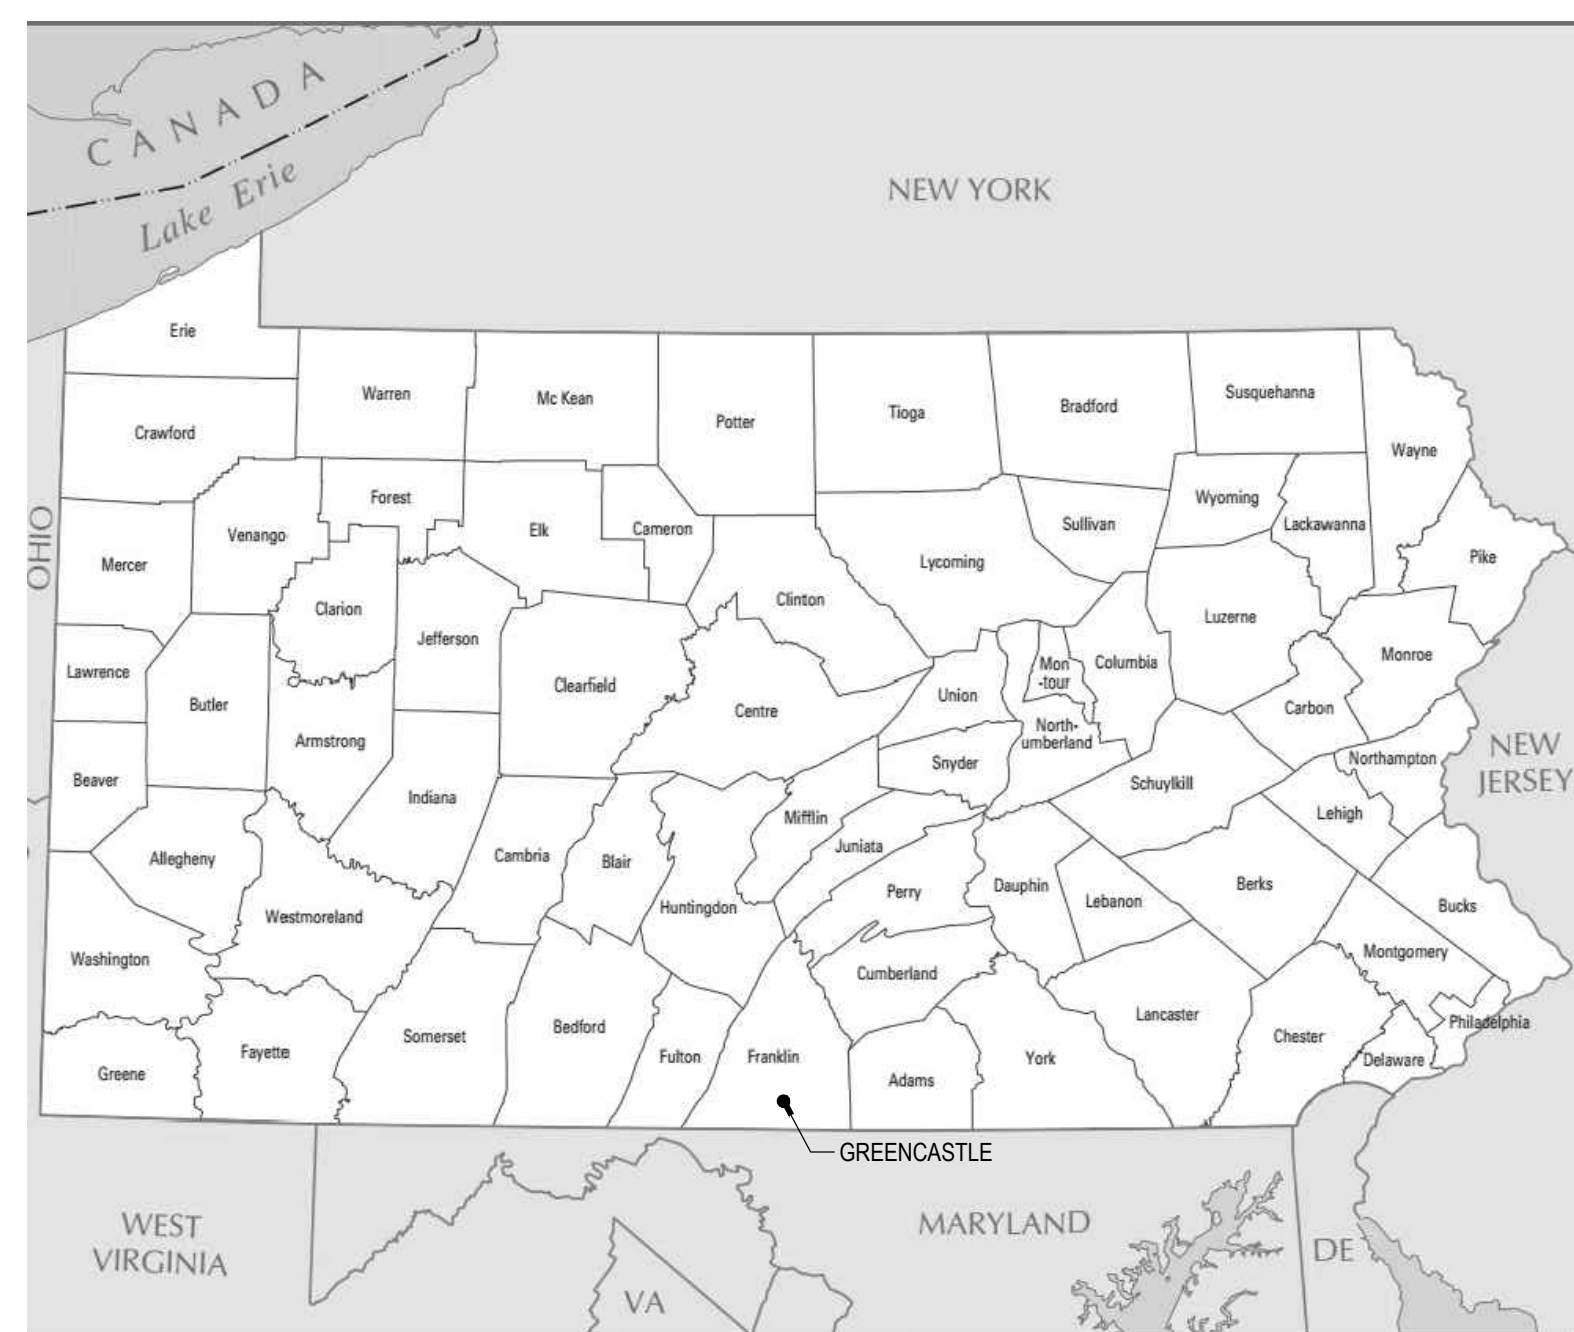 CANADA
Lake Erie
NEW YORK
Erie
Warren
Mc Kean
Potter
Tioga
Bradford
Susquehanna
Wayne
Crawford
Forest
Elk
Cameron
Wyoming
Lackawanna
Sullivan
Pike
OHIO
Mercer
Venango
Clarion
Jefferson
Clinton
Lycoming
Luzerne
Monroe
Lawrence
Butler
Armstrong
Clearfield
Centre
Union
Mon
-tour
Columbia
Carbon
North-
umberland
Snyder
Northampton
NEW
JERSEY
Beaver
Indiana
Schuylkill
Lehigh
Allegheny
Cambria
Blair
Mifflin
Juniata
Huntingdon
Perry
Dauphin
Lebanon
Berks
Bucks
Westmoreland
Washington
Montgomery
Cumberland
Lancaster
Chester
Philadelphia
Delaware
Greene
Fayette
Somerset
Bedford
Fulton
Franklin
Adams
York
GREENCASTLE
WEST
VIRGINIA
VA
MARYLAND
DE